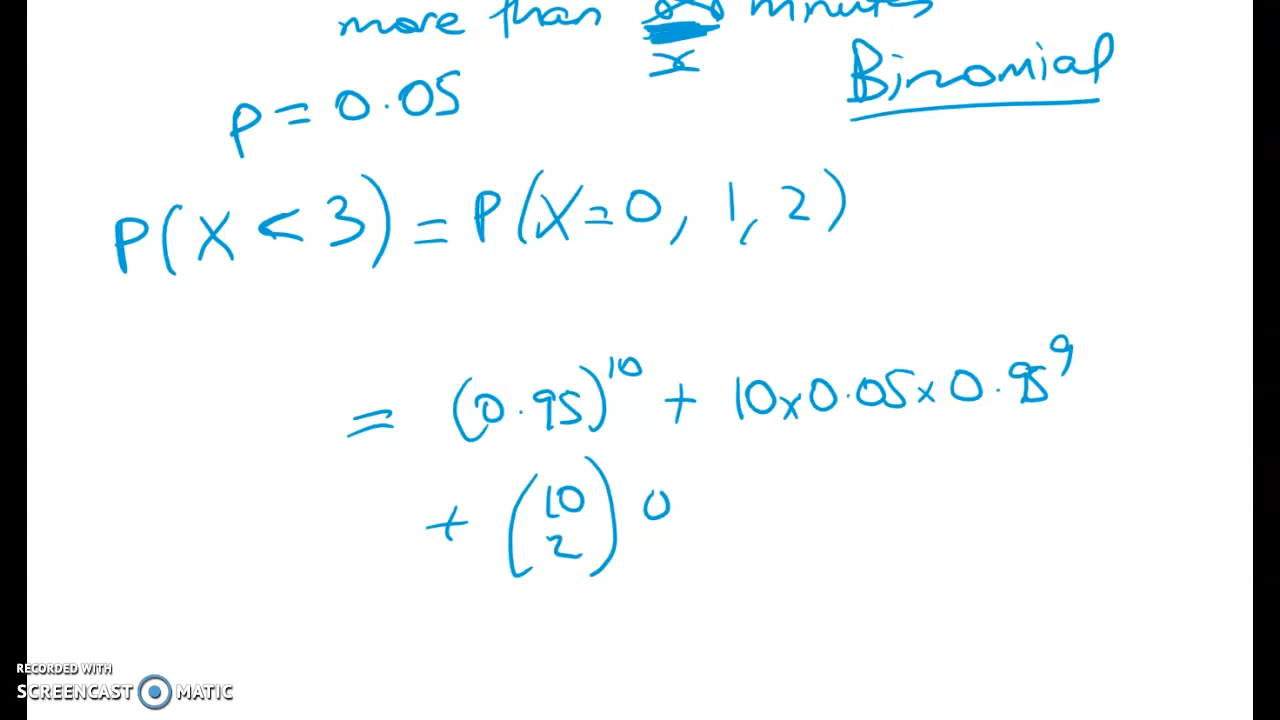 more than minutes
x
Binomial
p = 0.05
P(X < 3) = P(X = 0, 1, 2)
= (0.95)^10 + 10 x 0.05 x 0.95^9
+ (10 2) 0
RECORDED WITH
SCREENCAST MATIC